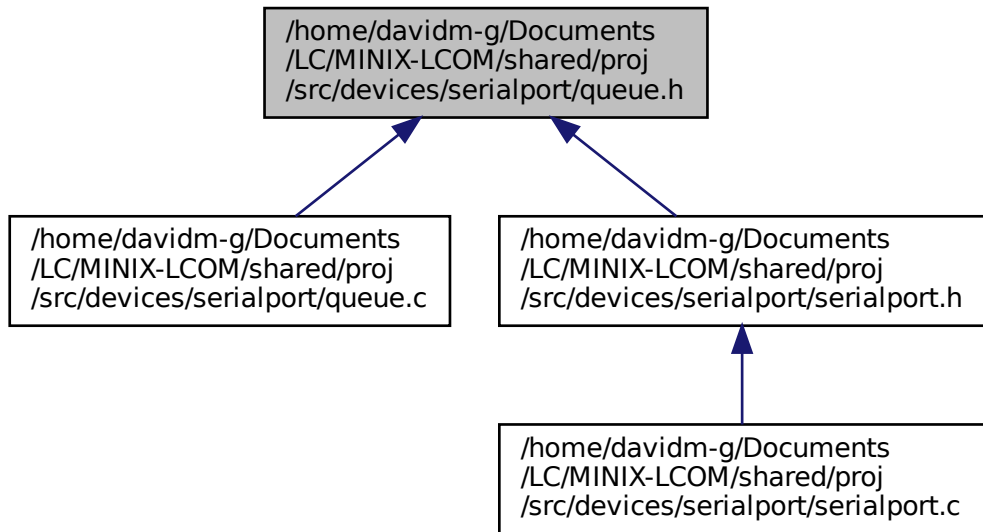 /home/davidm-g/Documents
/LC/MINIX-LCOM/shared/proj
/src/devices/serialport/queue.h
/home/davidm-g/Documents
/LC/MINIX-LCOM/shared/proj
/src/devices/serialport/queue.c
/home/davidm-g/Documents
/LC/MINIX-LCOM/shared/proj
/src/devices/serialport/serialport.h
/home/davidm-g/Documents
/LC/MINIX-LCOM/shared/proj
/src/devices/serialport/serialport.c